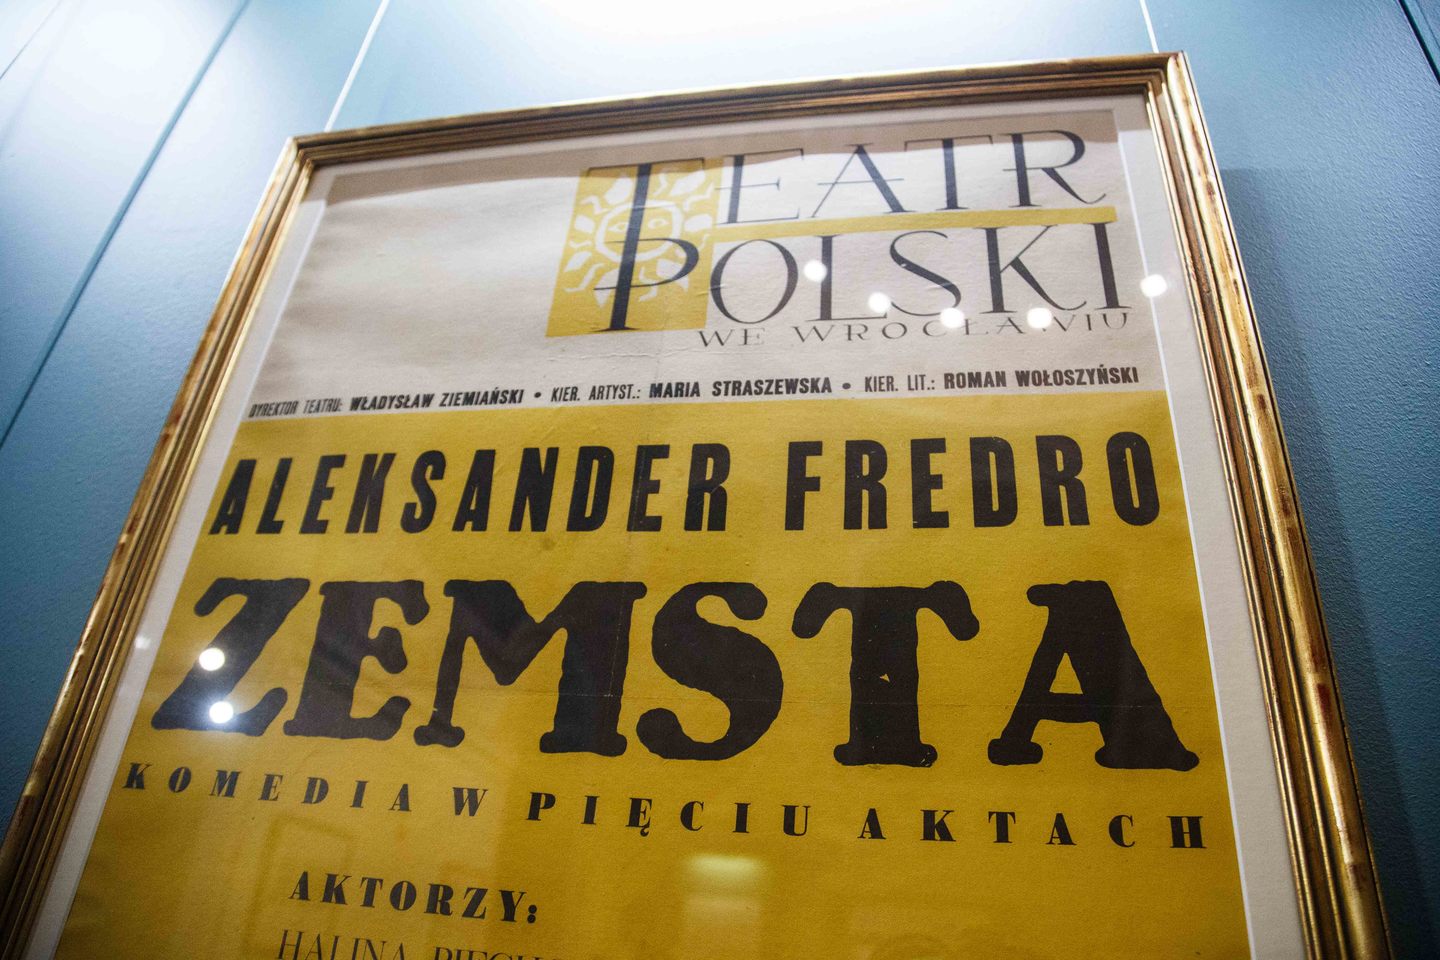 TEATR
POLSKI
WE WROCŁAWIU
DYREKTOR TEATRU: WŁADYSŁAW ZIEMIAŃSKI • KIER. ARTYST.: MARIA STRASZEWSKA • KIER. LIT.: ROMAN WOŁOSZYŃSKI
ALEKSANDER FREDRO
ZEMSTA
KOMEDIA W PIĘCIU AKTACH
AKTORZY:
HALINA